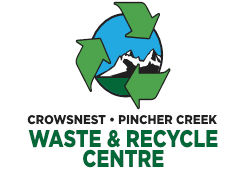 CROWSNEST • PINCHER CREEK
WASTE & RECYCLE
CENTRE